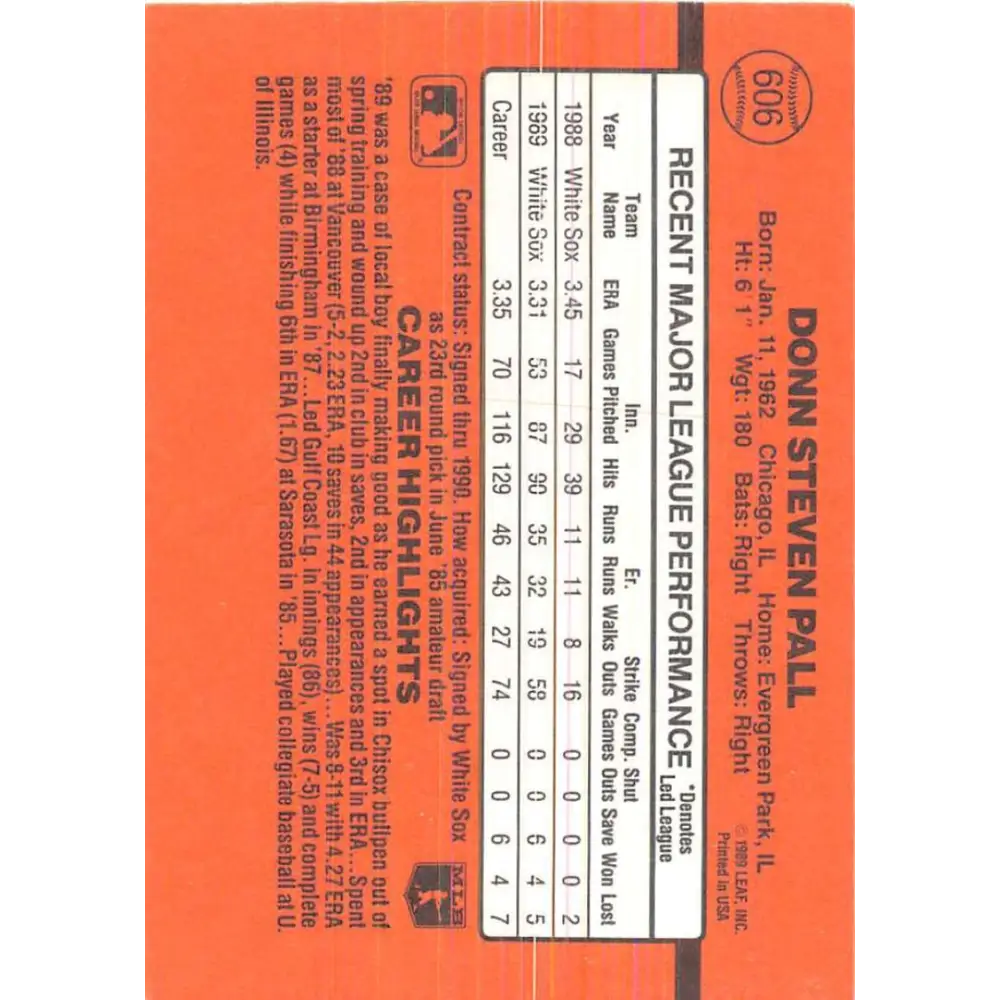 606
DONN STEVEN PALL
Born: Jan. 11, 1962 Chicago, IL Home: Evergreen Park, IL
Ht: 6'1" Wgt: 180 Bats: Right Throws: Right
© 1989 LEAF, INC.
Printed in USA
RECENT MAJOR LEAGUE PERFORMANCE *Denotes Led League
Year Team Name ERA Games Inn. Pitched Hits Runs Er. Runs Walks Strike Outs Comp. Games Shut Outs Save Won Lost
1988 White Sox 3.45 17 29 39 11 11 8 16 0 0 0 0 2
1989 White Sox 3.31 53 87 90 35 32 19 58 0 0 6 4 5
Career 3.35 70 116 129 46 43 27 74 0 0 6 4 7
Contract status: Signed thru 1990. How acquired: Signed by White Sox
as 23rd round pick in June '85 amateur draft
MLB
CAREER HIGHLIGHTS
'89 was a case of local boy finally making good as he earned a spot in Chisox bullpen out of
spring training and wound up 2nd in club in saves, 2nd in appearances and 3rd in ERA...Spent
most of '88 at Vancouver (5-2, 2.23 ERA, 10 saves in 44 appearances)...Was 8-11 with 4.27 ERA
as a starter at Birmingham in '87...Led Gulf Coast Lg. in innings (86), wins (7-5) and complete
games (4) while finishing 6th in ERA (1.67) at Sarasota in '85...Played collegiate baseball at U.
of Illinois.